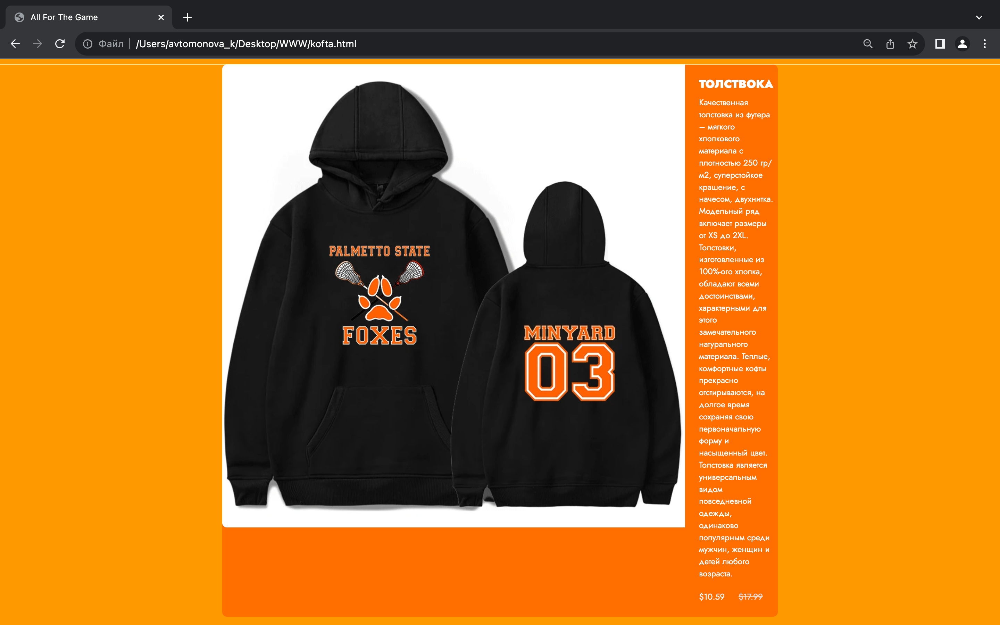 All For The Game
Файл
/Users/avtomonova_k/Desktop/WWW/kofta.html
PALMETTO STATE
FOXES
MINYARD
03
ТОЛСТВОКА
Качественная
толстовка из футера
– мягкого
хлопкового
материала с
плотностью 250 гр/
м2, суперстойкое
крашение, с
начесом, двухнитка.
Модельный ряд
включает размеры
от XS до 2XL.
Толстовки,
изготовленные из
100%-ого хлопка,
обладают всеми
достоинствами,
характерными для
этого
замечательного
натурального
материала. Теплые,
комфортные кофты
прекрасно
отстирываются, на
долгое время
сохраняя свою
первоначальную
форму и
насыщенный цвет.
Толстовка является
универсальным
видом
повседневной
одежды,
одинаково
популярным среди
мужчин, женщин и
детей любого
возраста.
$10.59 $17.99